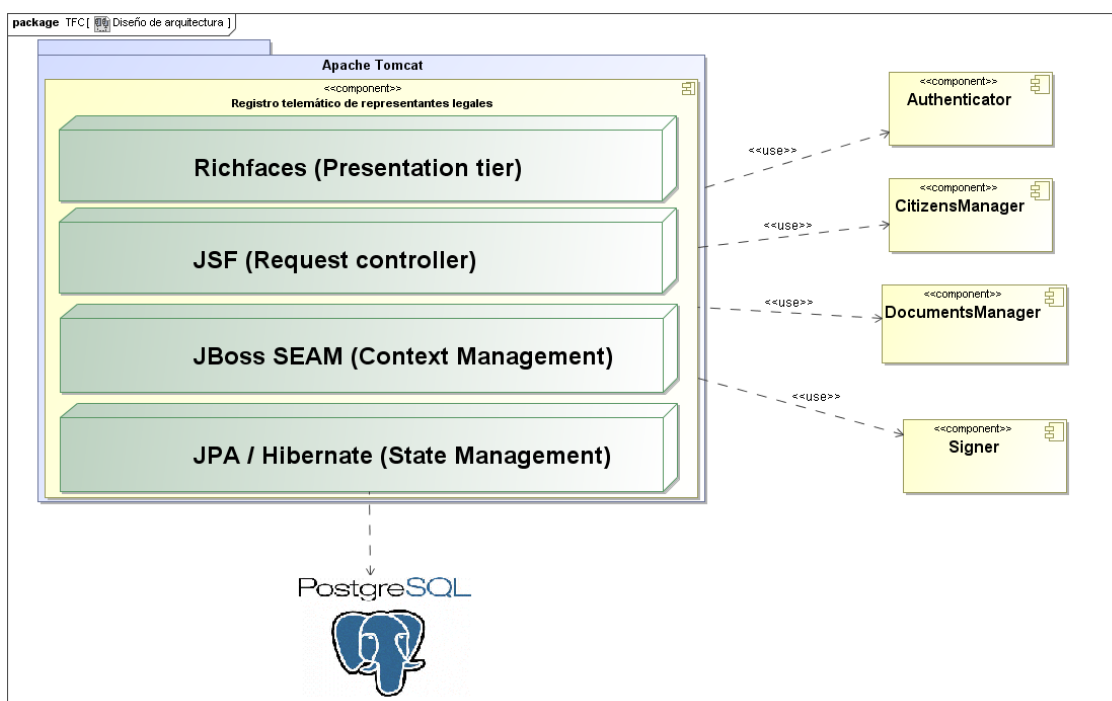 package TFC [ Diseño de arquitectura ]
Apache Tomcat
<<component>>
Registro telemático de representantes legales
Richfaces (Presentation tier)
JSF (Request controller)
JBoss SEAM (Context Management)
JPA / Hibernate (State Management)
<<use>>
<<component>>
Authenticator
<<use>>
<<component>>
CitizensManager
<<use>>
<<component>>
DocumentsManager
<<use>>
<<component>>
Signer
PostgreSQL